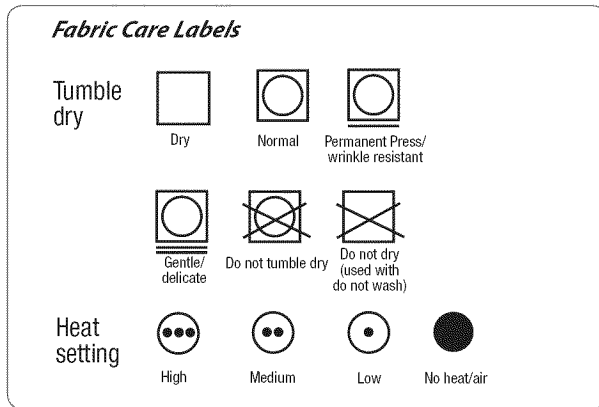 Fabric Care Labels
Tumble
dry
Dry
Normal
Permanent Press/
wrinkle resistant
Gentle/
delicate
Do not tumble dry
Do not dry
(used with
do not wash)
Heat
setting
High
Medium
Low
No heat/air